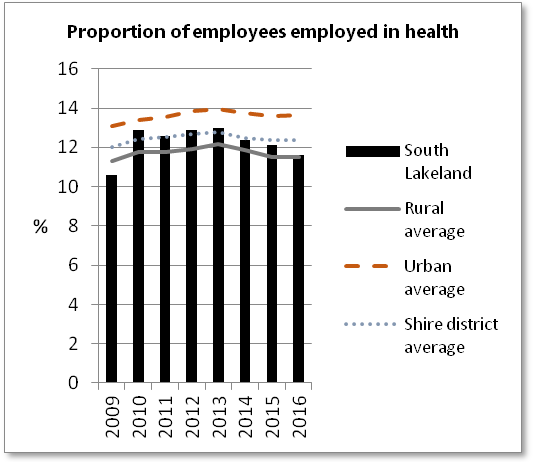 Proportion of employees employed in health
16
14
12
10
8
6
4
2
0
%
2009
2010
2011
2012
2013
2014
2015
2016
South
Lakeland
Rural
average
Urban
average
Shire district
average